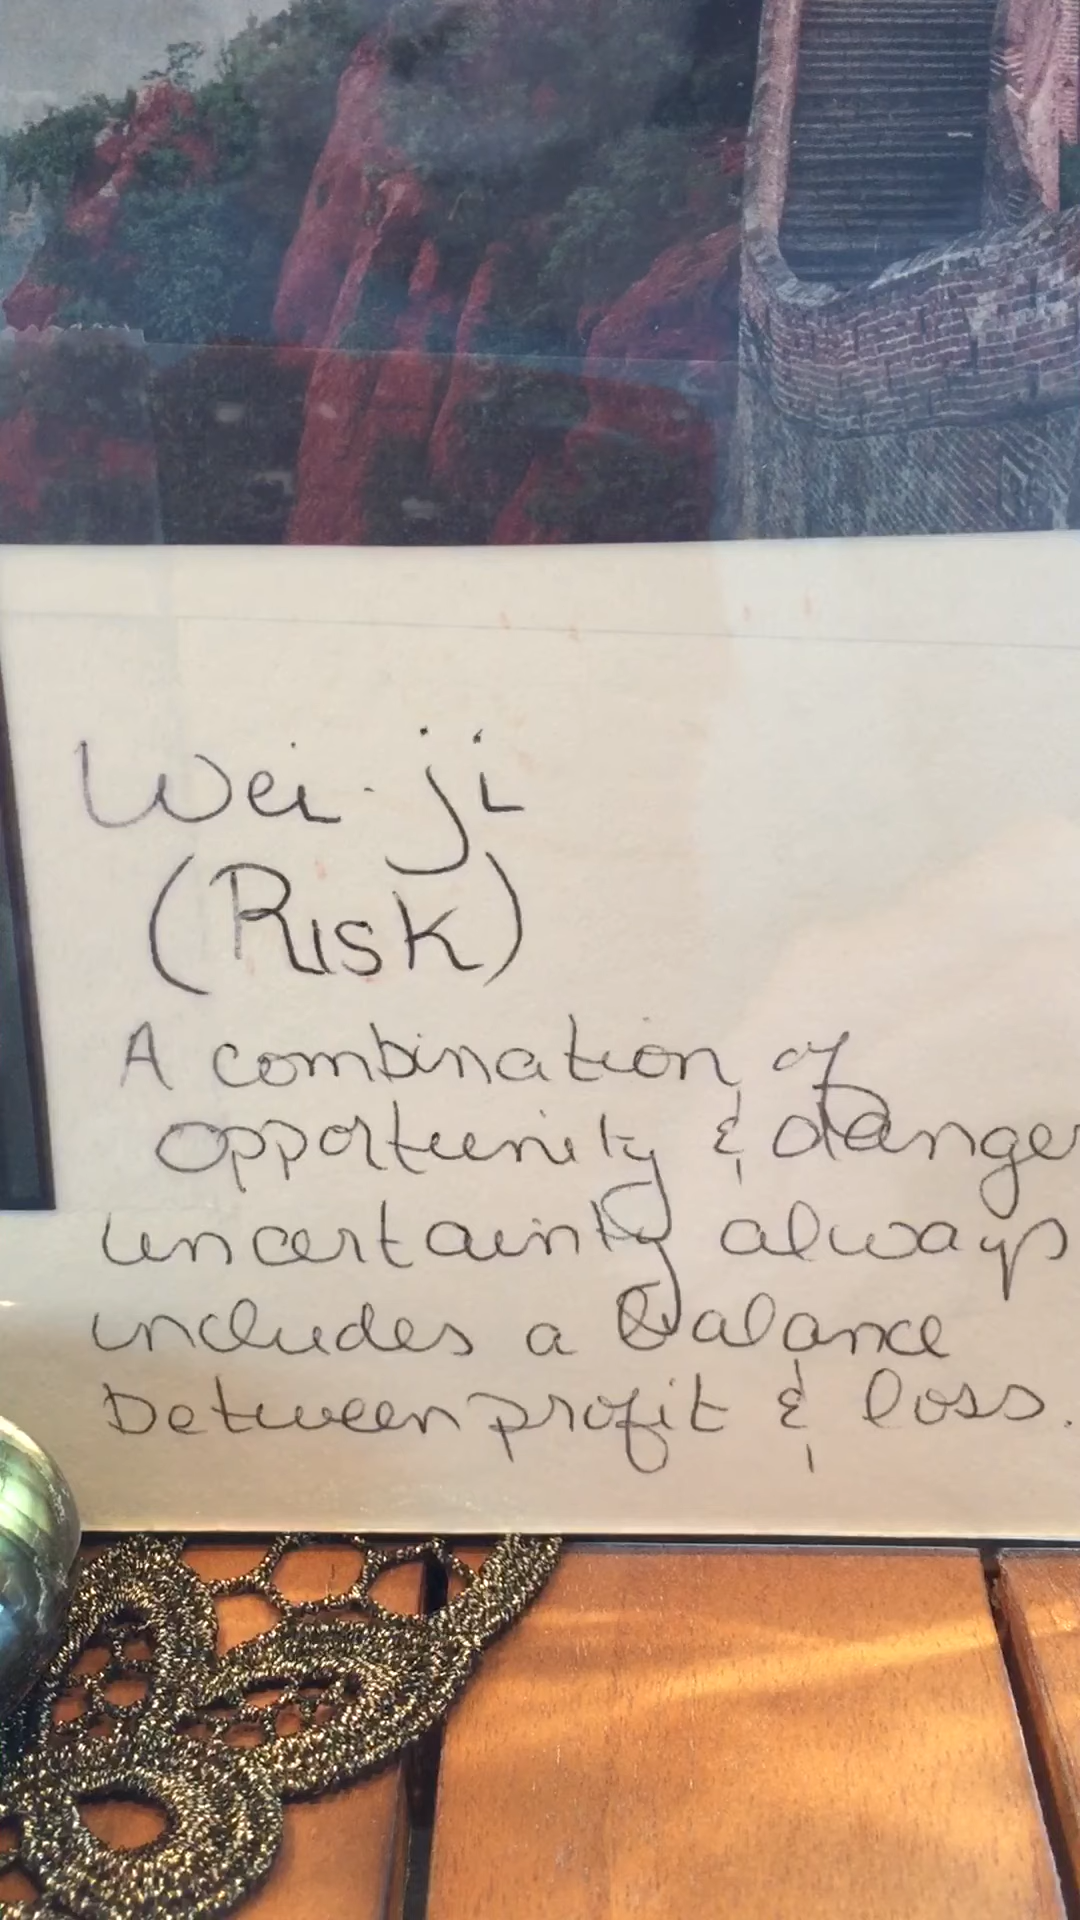 Wei-ji
(Risk)
A combination of
opportunity & danger
uncertainty always
includes a balance
between profit & loss.